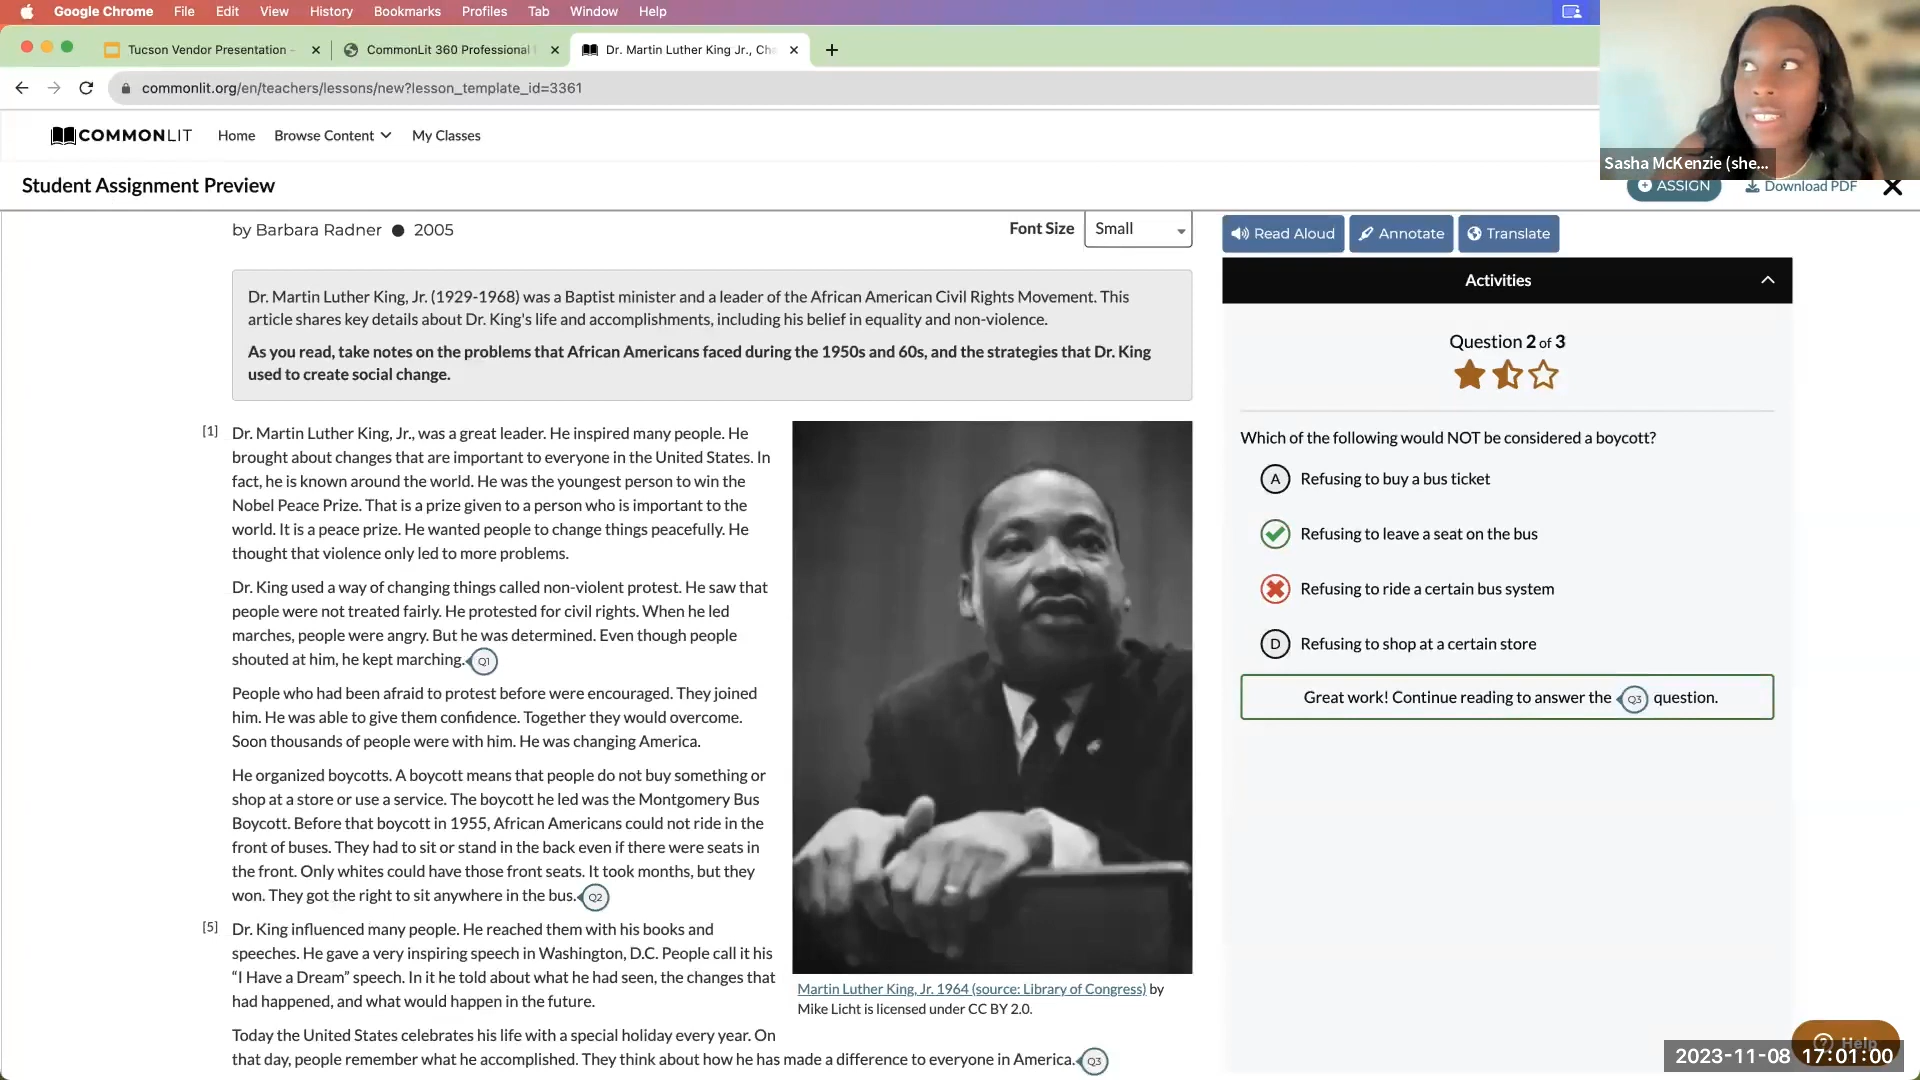 Google Chrome File Edit View History Bookmarks Profiles Tab Window Help
Tucson Vendor Presentation -
CommonLit 360 Professional
Dr. Martin Luther King Jr., Ch
commonlit.org/en/teachers/lessons/new?lesson_template_id=3361
COMMONLIT Home Browse Content My Classes
Sasha McKenzie (she...
Student Assignment Preview
ASSIGN Download PDF
by Barbara Radner ● 2005
Font Size Small
Read Aloud Annotate Translate
Dr. Martin Luther King, Jr. (1929-1968) was a Baptist minister and a leader of the African American Civil Rights Movement. This
article shares key details about Dr. King's life and accomplishments, including his belief in equality and non-violence.
As you read, take notes on the problems that African Americans faced during the 1950s and 60s, and the strategies that Dr. King
used to create social change.
[1] Dr. Martin Luther King, Jr., was a great leader. He inspired many people. He
brought about changes that are important to everyone in the United States. In
fact, he is known around the world. He was the youngest person to win the
Nobel Peace Prize. That is a prize given to a person who is important to the
world. It is a peace prize. He wanted people to change things peacefully. He
thought that violence only led to more problems.
Dr. King used a way of changing things called non-violent protest. He saw that
people were not treated fairly. He protested for civil rights. When he led
marches, people were angry. But he was determined. Even though people
shouted at him, he kept marching. Q1
People who had been afraid to protest before were encouraged. They joined
him. He was able to give them confidence. Together they would overcome.
Soon thousands of people were with him. He was changing America.
He organized boycotts. A boycott means that people do not buy something or
shop at a store or use a service. The boycott he led was the Montgomery Bus
Boycott. Before that boycott in 1955, African Americans could not ride in the
front of buses. They had to sit or stand in the back even if there were seats in
the front. Only whites could have those front seats. It took months, but they
won. They got the right to sit anywhere in the bus. Q2
[5] Dr. King influenced many people. He reached them with his books and
speeches. He gave a very inspiring speech in Washington, D.C. People call it his
“I Have a Dream” speech. In it he told about what he had seen, the changes that
had happened, and what would happen in the future.
Today the United States celebrates his life with a special holiday every year. On
that day, people remember what he accomplished. They think about how he has made a difference to everyone in America. Q3
Martin Luther King, Jr. 1964 (source: Library of Congress) by
Mike Licht is licensed under CC BY 2.0.
Activities
Question 2 of 3
Which of the following would NOT be considered a boycott?
A Refusing to buy a bus ticket
Refusing to leave a seat on the bus
Refusing to ride a certain bus system
D Refusing to shop at a certain store
Great work! Continue reading to answer the Q3 question.
Help
2023-11-08 17:01:00